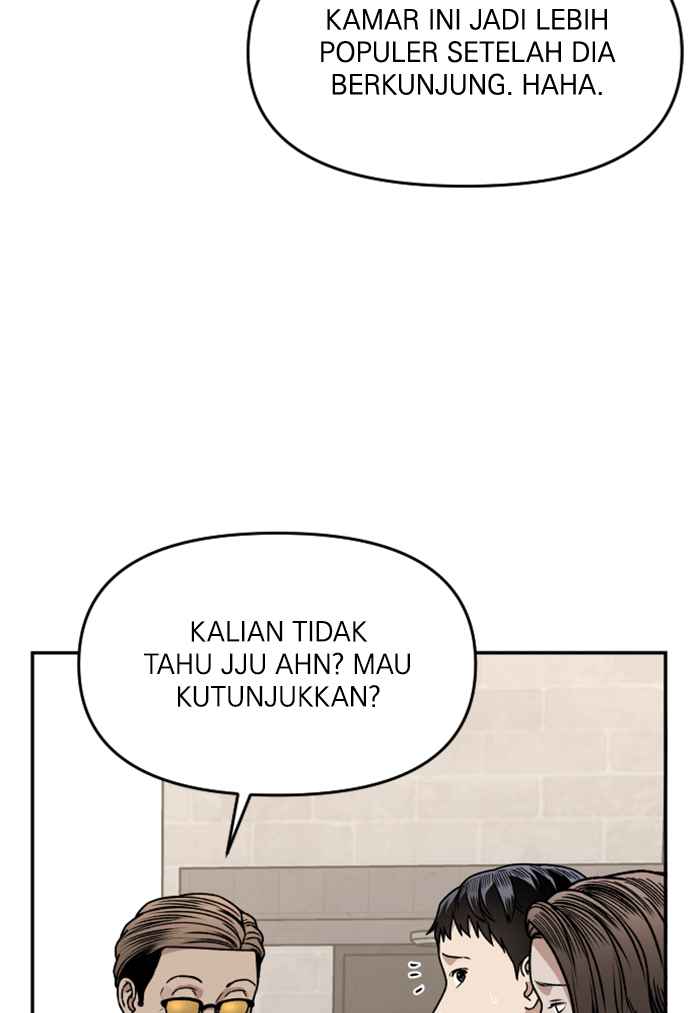 KAMAR INI JADI LEBIH
POPULER SETELAH DIA
BERKUNJUNG. HAHA.
KALIAN TIDAK
TAHU JJU AHN? MAU
KUTUNJUKKAN?